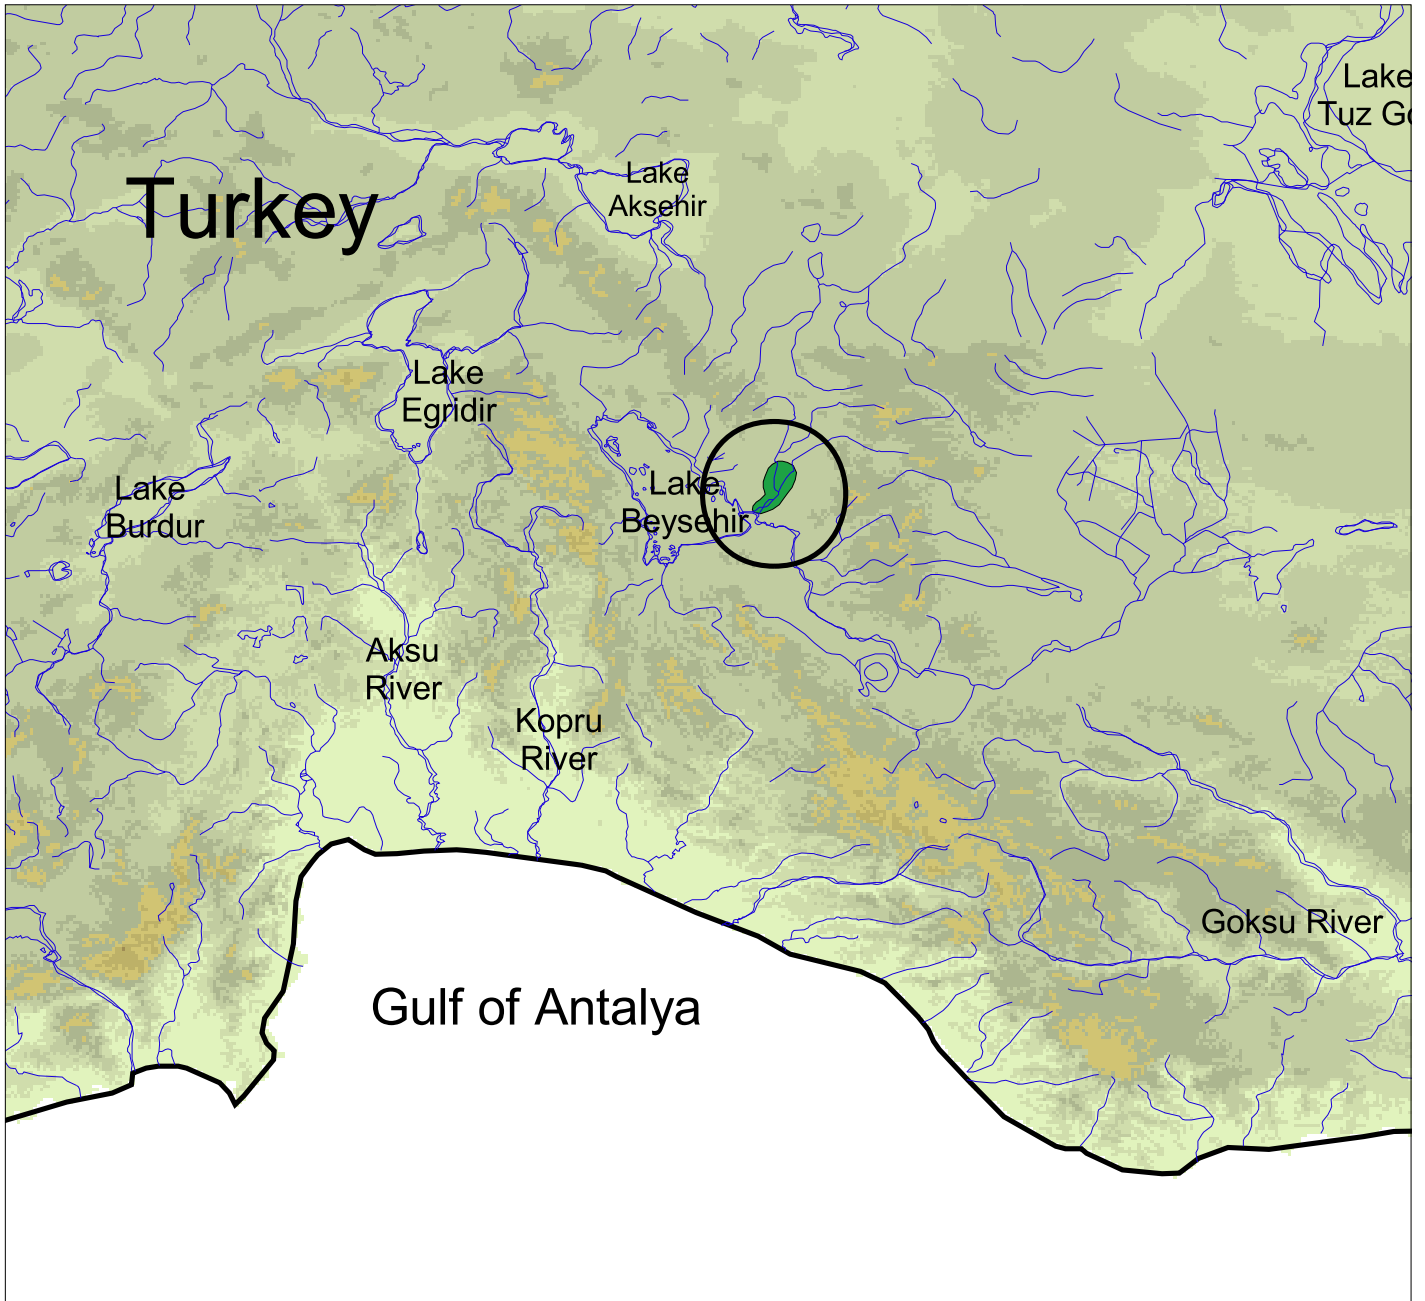 Lake
Tuz Go
Turkey
Lake
Aksehir
Lake
Egridir
Lake
Burdur
Lake
Beysehir
Aksu
River
Kopru
River
Goksu River
Gulf of Antalya